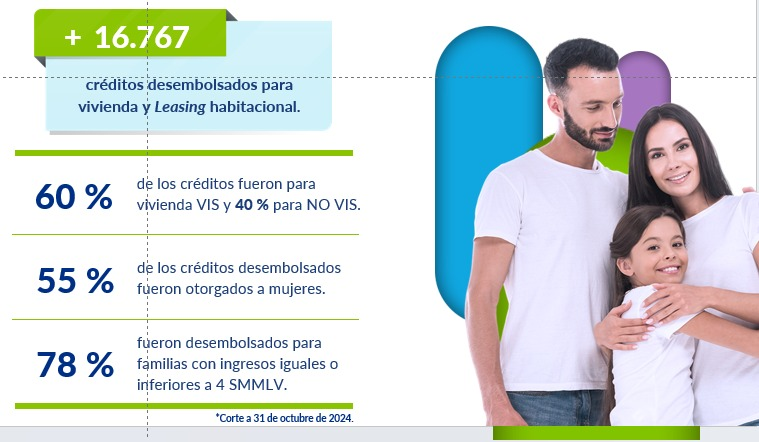 + 16.767
créditos desembolsados para
vivienda y Leasing habitacional.
60 %
de los créditos fueron para
vivienda VIS y 40 % para NO VIS.
55 %
de los créditos desembolsados
fueron otorgados a mujeres.
78 %
fueron desembolsados para
familias con ingresos iguales o
inferiores a 4 SMMLV.
*Corte a 31 de octubre de 2024.